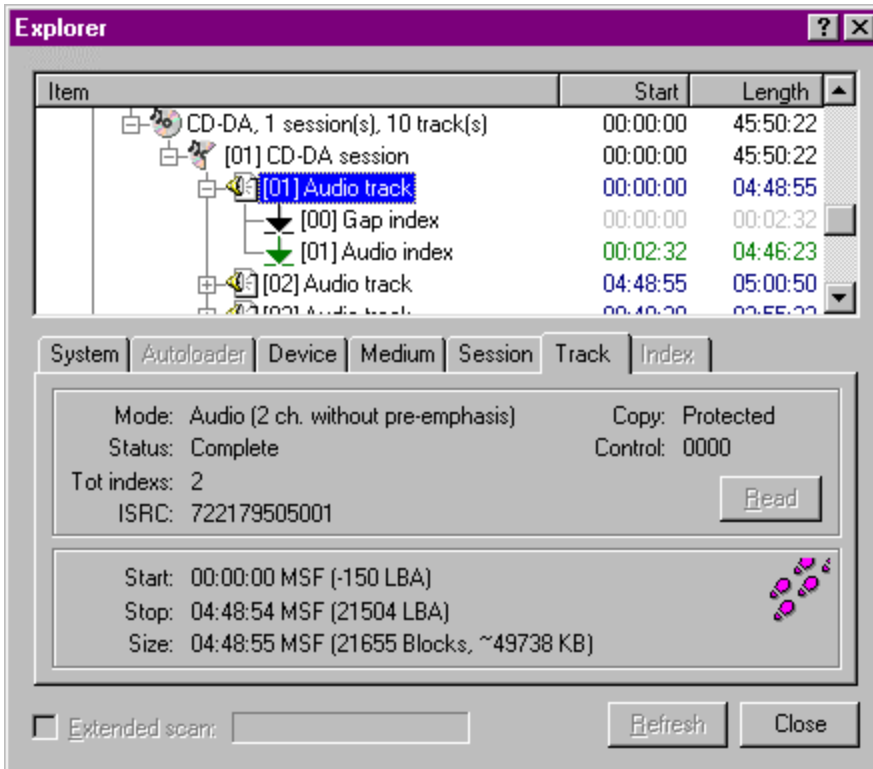 Explorer
Item Start Length
CD-DA, 1 session(s), 10 track(s) 00:00:00 45:50:22
[01] CD-DA session 00:00:00 45:50:22
[01] Audio track 00:00:00 04:48:55
[00] Gap index 00:00:00 00:02:32
[01] Audio index 00:02:32 04:46:23
[02] Audio track 04:48:55 05:00:50
System Autoloader Device Medium Session Track Index
Mode: Audio (2 ch. without pre-emphasis) Copy: Protected
Status: Complete Control: 0000
Tot indexs: 2
Read
ISRC: 722179505001
Start: 00:00:00 MSF (-150 LBA)
Stop: 04:48:54 MSF (21504 LBA)
Size: 04:48:55 MSF (21655 Blocks, ~49738 KB)
Extended scan: Refresh Close